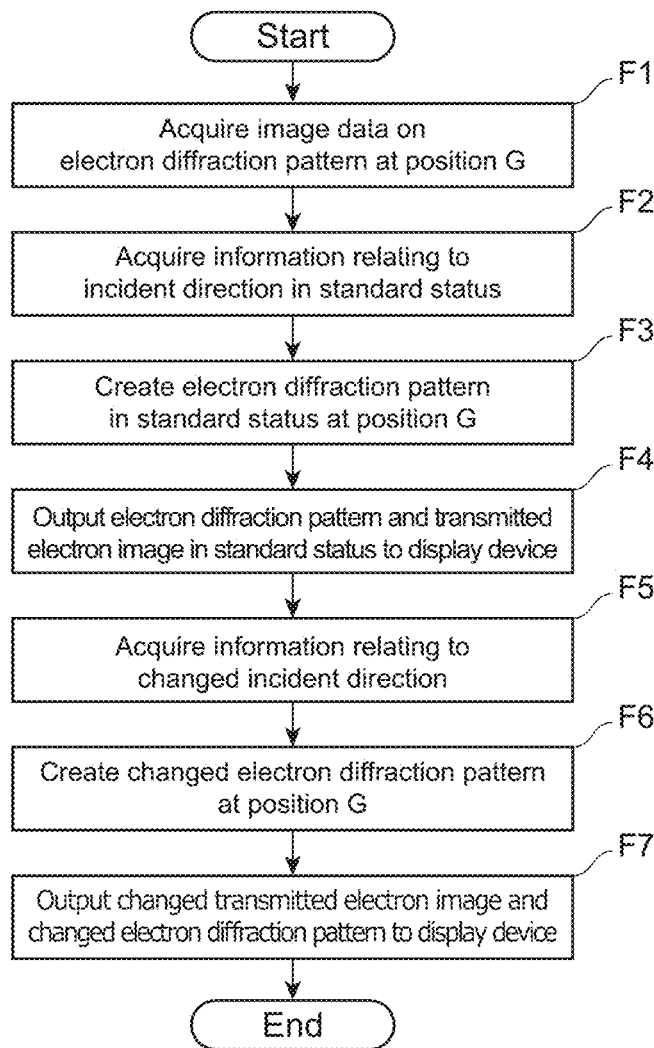 Start
F1
Acquire image data on
electron diffraction pattern at position G
F2
Acquire information relating to
incident direction in standard status
F3
Create electron diffraction pattern
in standard status at position G
F4
Output electron diffraction pattern and transmitted
electron image in standard status to display device
F5
Acquire information relating to
changed incident direction
F6
Create changed electron diffraction pattern
at position G
F7
Output changed transmitted electron image and
changed electron diffraction pattern to display device
End